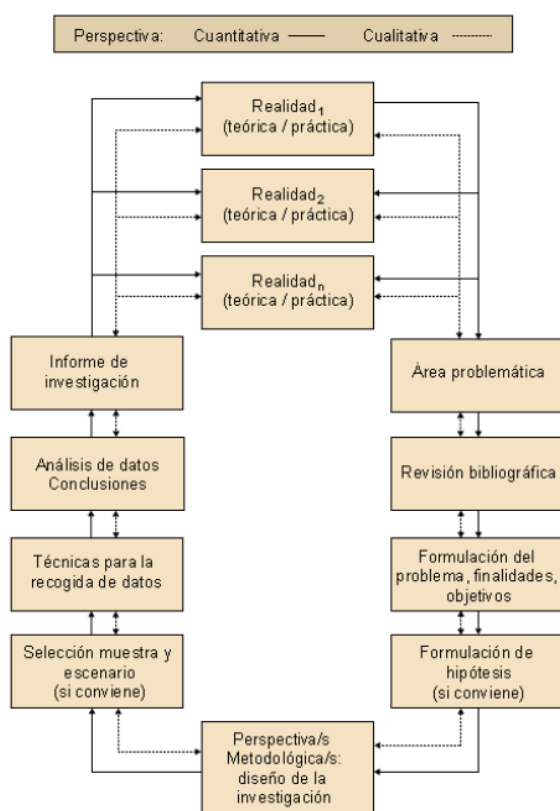 Perspectiva: Cuantitativa Cualitativa
Realidad1
(teórica / práctica)
Realidad2
(teórica / práctica)
Realidadn
(teórica / práctica)
Informe de
investigación
Área problemática
Análisis de datos
Conclusiones
Revisión bibliográfica
Técnicas para la
recogida de datos
Formulación del
problema, finalidades,
objetivos
Selección muestra y
escenario
(si conviene)
Formulación de
hipótesis
(si conviene)
Perspectiva/s
Metodológica/s:
diseño de la
investigación